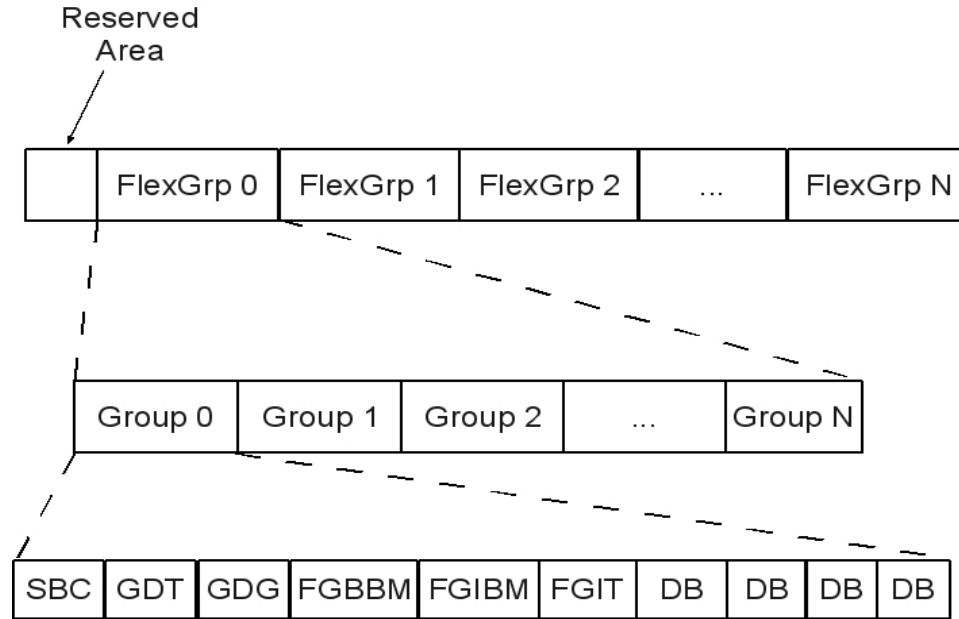 Reserved
Area
FlexGrp 0 FlexGrp 1 FlexGrp 2 ... FlexGrp N
Group 0 Group 1 Group 2 ... Group N
SBC GDT GDG FGBBM FGIBM FGIT DB DB DB DB